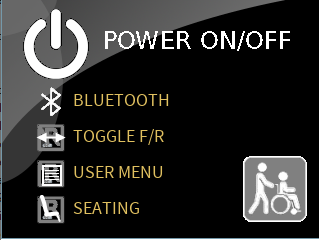 POWER ON/OFF
BLUETOOTH
TOGGLE F/R
USER MENU
SEATING